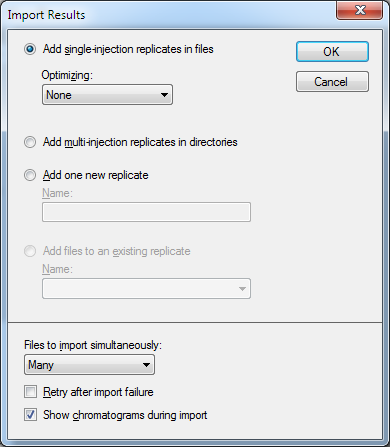 Import Results
Add single-injection replicates in files
OK
Optimizing:
Cancel
None
Add multi-injection replicates in directories
Add one new replicate
Name:
Add files to an existing replicate
Name:
Files to import simultaneously:
Many
Retry after import failure
Show chromatograms during import